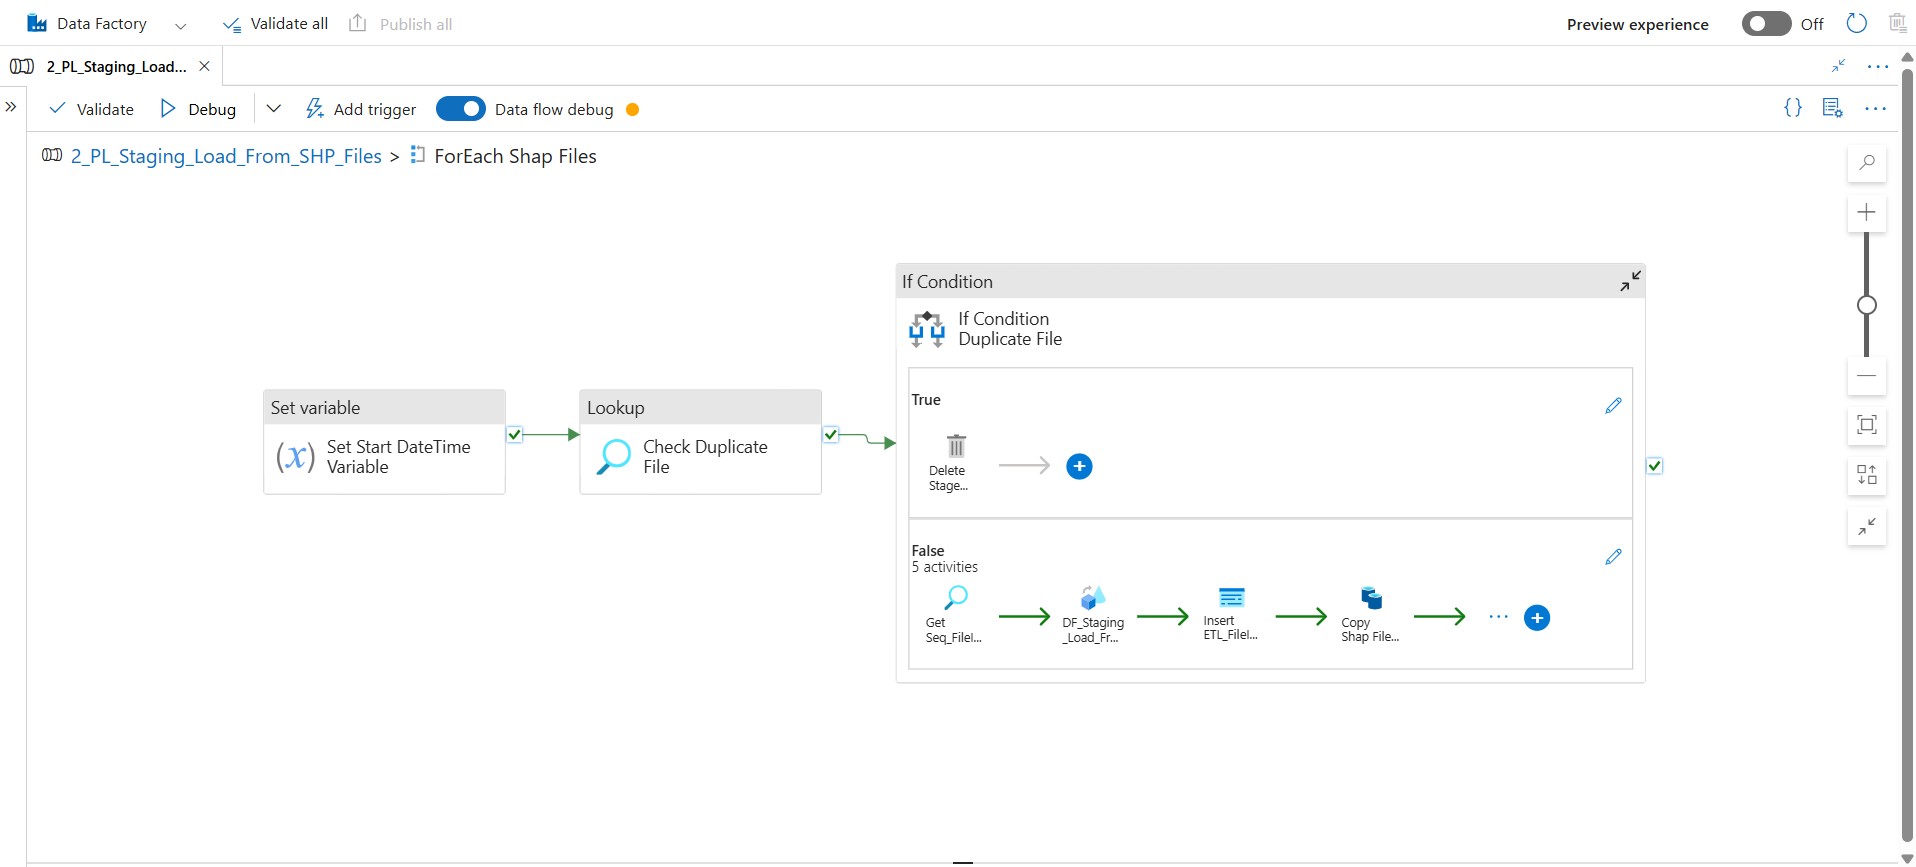 Data Factory
Validate all
Publish all
Preview experience
Off
2_PL_Staging_Load...
Validate
Debug
Add trigger
Data flow debug
2_PL_Staging_Load_From_SHP_Files > ForEach Shap Files
If Condition
If Condition
Duplicate File
Set variable
(x) Set Start DateTime
Variable
Lookup
Check Duplicate
File
True
Delete
Stage...
False
5 activities
Get
Seq_FileI...
DF_Staging
_Load_Fr...
Insert
ETL_FileI...
Copy
Shap File...